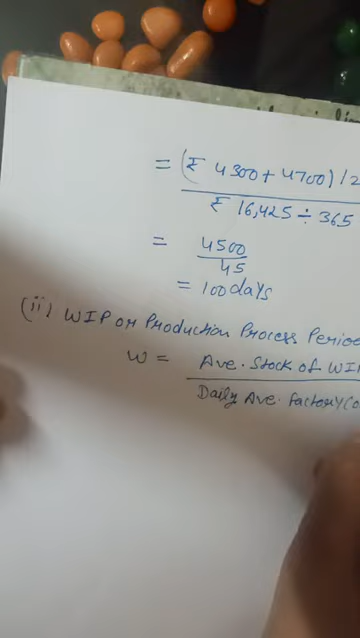 = (₹ 4300 + 4700) / 2
₹ 16,425 ÷ 365
= 4500
45
= 100 days
(ii) WIP or Production Process Period
W = Ave. Stock of WIP
Daily Ave. Factory Co